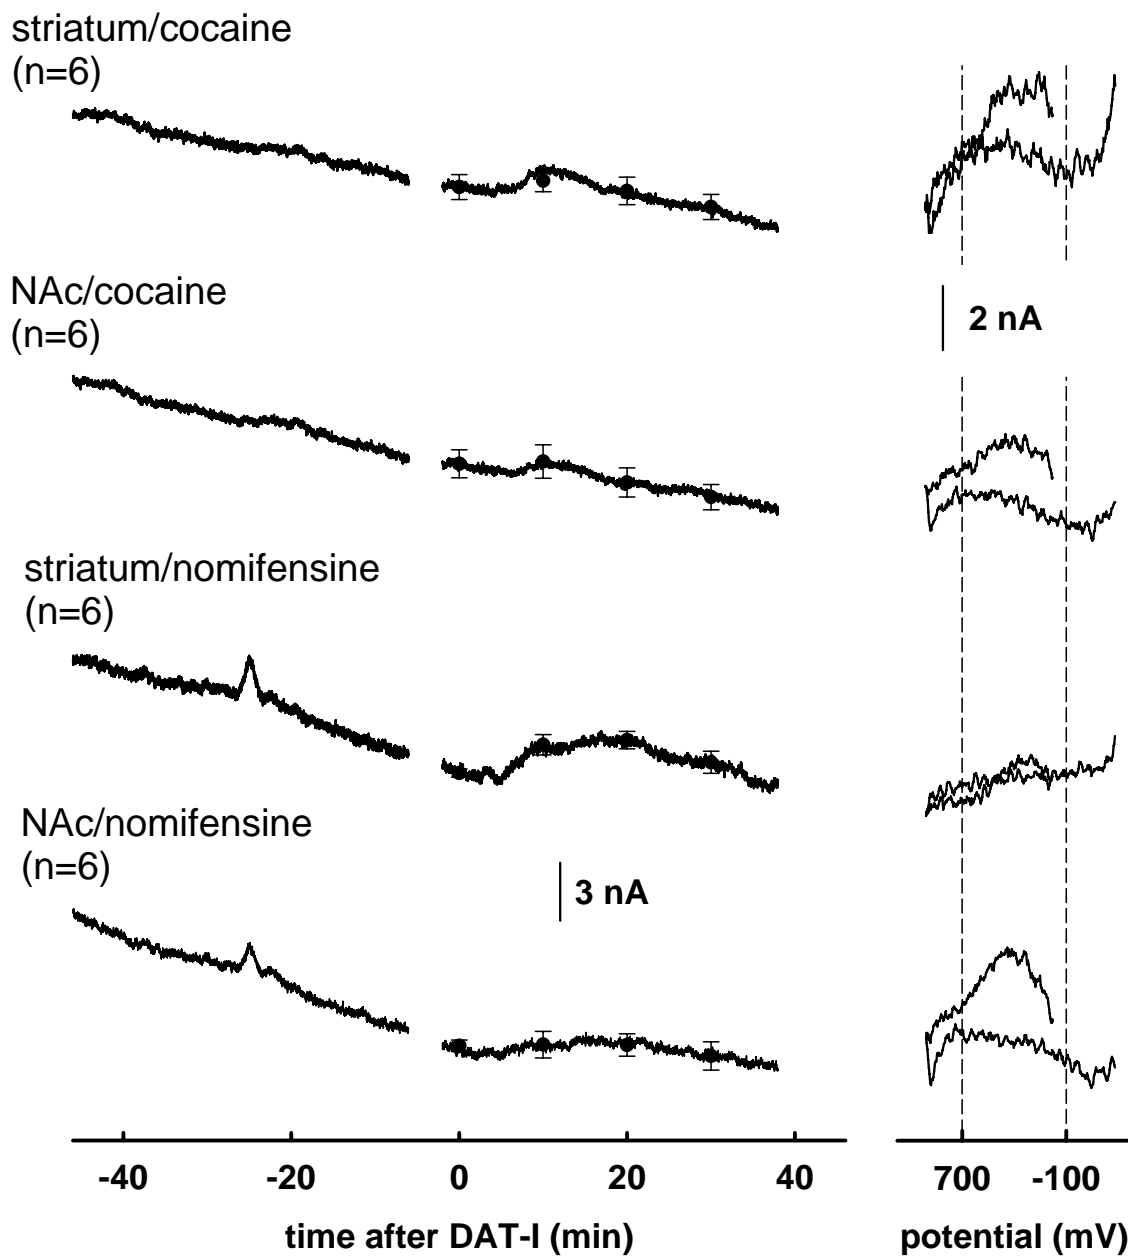 striatum/cocaine
(n=6)
NAc/cocaine
(n=6)
2 nA
striatum/nomifensine
(n=6)
NAc/nomifensine
(n=6)
3 nA
-40 -20 0 20 40 700 -100
time after DAT-I (min) potential (mV)